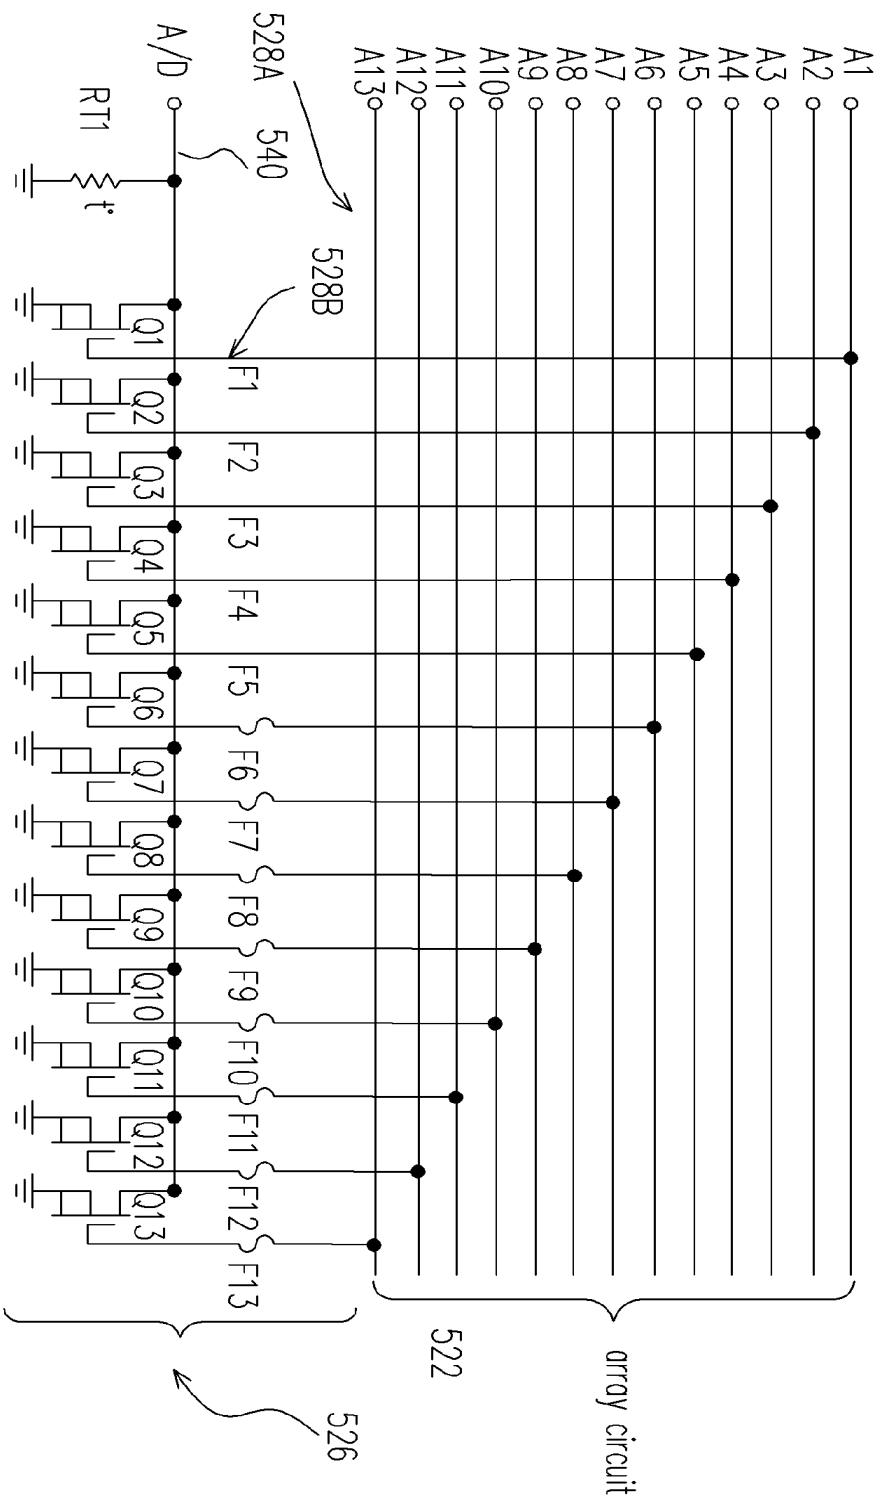 A1
A2
A3
A4
A5
A6
A7
A8
A9
A10
A11
A12
A13
528A
A/D
540
RT1
t°
528B
F1
F2
F3
F4
F5
F6
F7
F8
F9
F10
F11
F12
F13
Q1
Q2
Q3
Q4
Q5
Q6
Q7
Q8
Q9
Q10
Q11
Q12
Q13
array circuit
522
526